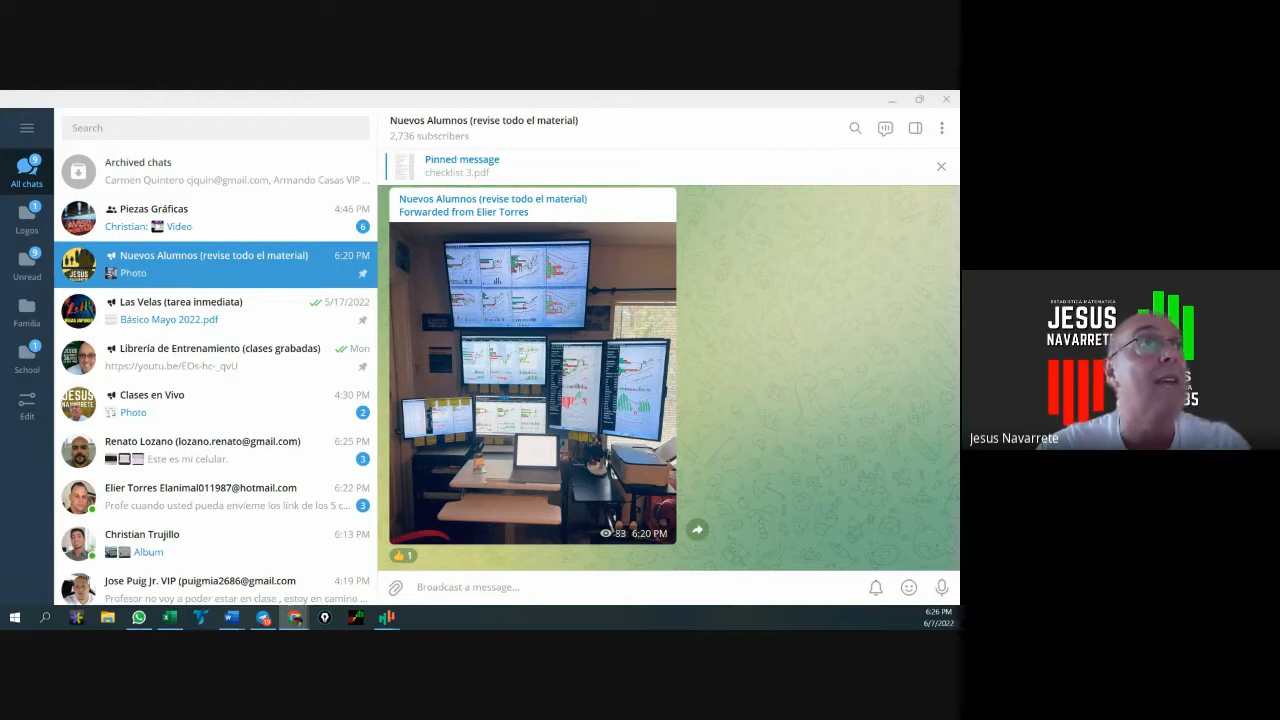 Search
Archived chats
Carmen Quintero cjquin@gmail.com, Armando Casas VIP ...
Piezas Gráficas 4:46 PM
Christian: Video 6
Nuevos Alumnos (revise todo el material) 6:20 PM
Photo
Las Velas (tarea inmediata) 5/17/2022
Básico Mayo 2022.pdf
Librería de Entrenamiento (clases grabadas) Mon
https://youtu.be/EOs-hc-_qvU
Clases en Vivo 4:30 PM
Photo 2
Renato Lozano (lozano.renato@gmail.com) 6:25 PM
Este es mi celular. 3
Elier Torres Elanimal011987@hotmail.com 6:22 PM
Profe cuando usted pueda envieme los link de los 5 c... 3
Christian Trujillo 6:13 PM
Album
Jose Puig Jr. VIP (puigmia2686@gmail.com 4:19 PM
Profesor no voy a poder estar en clase , estoy en camino ...
9
All chats
1
Logos
9
Unread
Familia
1
School
Edit
Nuevos Alumnos (revise todo el material)
2,736 subscribers
Pinned message
checklist 3.pdf
Nuevos Alumnos (revise todo el material)
Forwarded from Elier Torres
83 6:20 PM
1
Broadcast a message...
6:26 PM
6/7/2022
ESTADISTICA MATEMATICA
JESUS
NAVARRETE
Jesus Navarrete